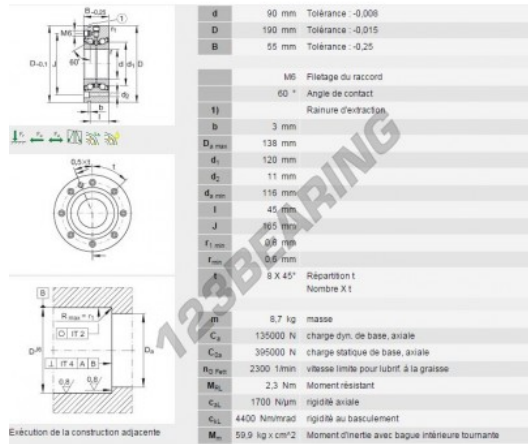 B -0,25
1
M6
r1
60°
D-0,1
J
d
d1
D
d2
b
l
0,5×t
t
B
Rmax = r1
IT 2
D J6
Da
IT 4 A B
0,8
0,8
Exécution de la construction adjacente
d 90 mm Tolérance : -0,008
D 190 mm Tolérance : -0,015
B 55 mm Tolérance : -0,25
M6 Filetage du raccord
60 ° Angle de contact
1) Rainure d'extraction
b 3 mm
Da max 138 mm
d1 120 mm
d2 11 mm
da min 116 mm
l 45 mm
J 165 mm
r1 min 0,6 mm
rmin 0,6 mm
t 8 X 45° Répartition t
Nombre X t
m 8,7 kg masse
Ca 135000 N charge dyn. de base, axiale
C0a 395000 N charge statique de base, axiale
nG Fett 2300 1/min vitesse limite pour lubrif. à la graisse
MRL 2,3 Nm Moment résistant
caL 1700 N/µm rigidité axiale
ckL 4400 Nm/mrad rigidité au basculement
Mm 59,9 kg x cm^2 Moment d'inertie avec bague intérieure tournante
123BEARING